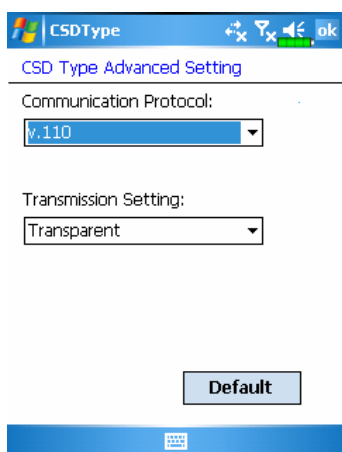 CSDType
ok
CSD Type Advanced Setting
Communication Protocol:
v.110
Transmission Setting:
Transparent
Default